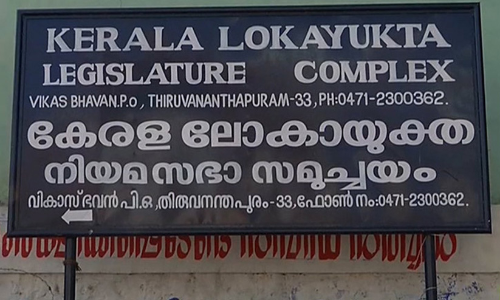 KERALA LOKAYUKTA
LEGISLATURE COMPLEX
VIKAS BHAVAN.P.o, THIRUVANANTHAPURAM-33, PH:0471-2300362.
കേരള ലോകായുക്ത
നിയമസഭാ സമുച്ചയം
വികാസ് ഭവൻ പി.ഒ, തിരുവനന്തപുരം-33, ഫോൺ നം:0471-2300362.